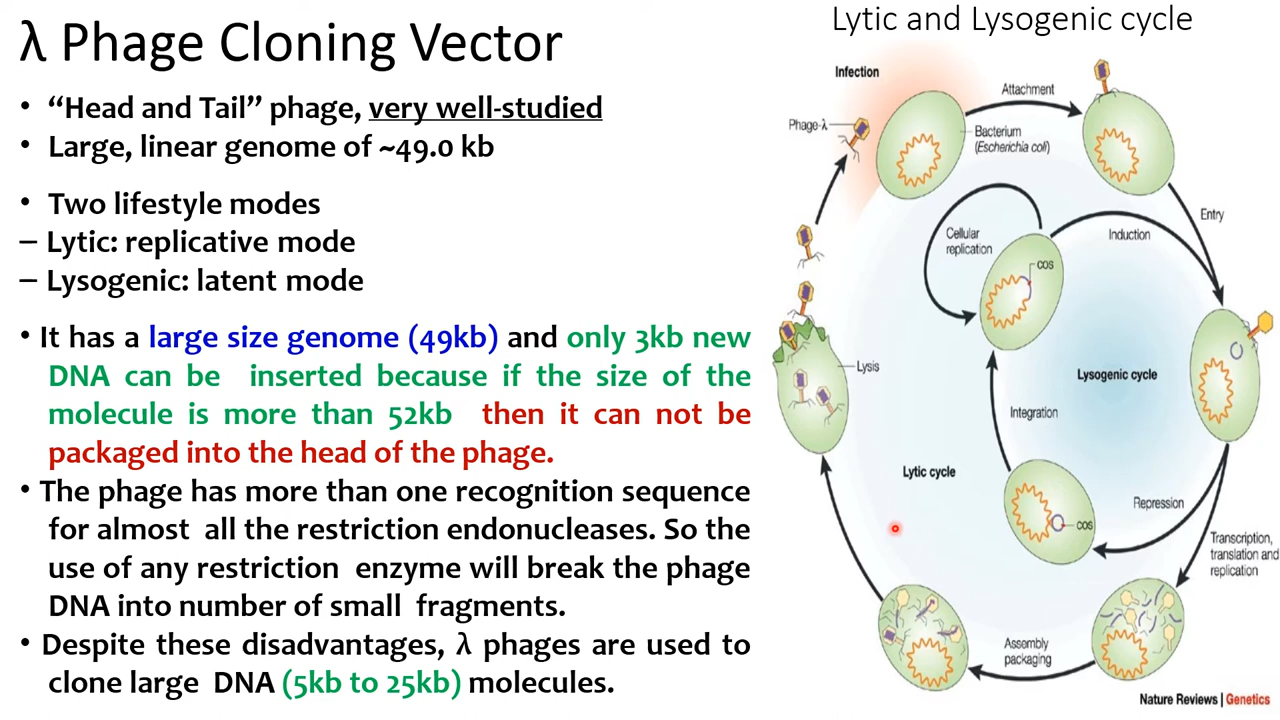 λ Phage Cloning Vector
• “Head and Tail” phage, very well-studied
• Large, linear genome of ~49.0 kb
• Two lifestyle modes
– Lytic: replicative mode
– Lysogenic: latent mode
• It has a large size genome (49kb) and only 3kb new
DNA can be inserted because if the size of the
molecule is more than 52kb then it can not be
packaged into the head of the phage.
• The phage has more than one recognition sequence
for almost all the restriction endonucleases. So the
use of any restriction enzyme will break the phage
DNA into number of small fragments.
• Despite these disadvantages, λ phages are used to
clone large DNA (5kb to 25kb) molecules.
Lytic and Lysogenic cycle
Infection
Attachment
Phage-λ
Bacterium
(Escherichia coli)
Entry
Cellular
replication
Induction
cos
Lysis
Lysogenic cycle
Integration
Lytic cycle
Repression
cos
Transcription,
translation and
replication
Assembly
packaging
Nature Reviews | Genetics